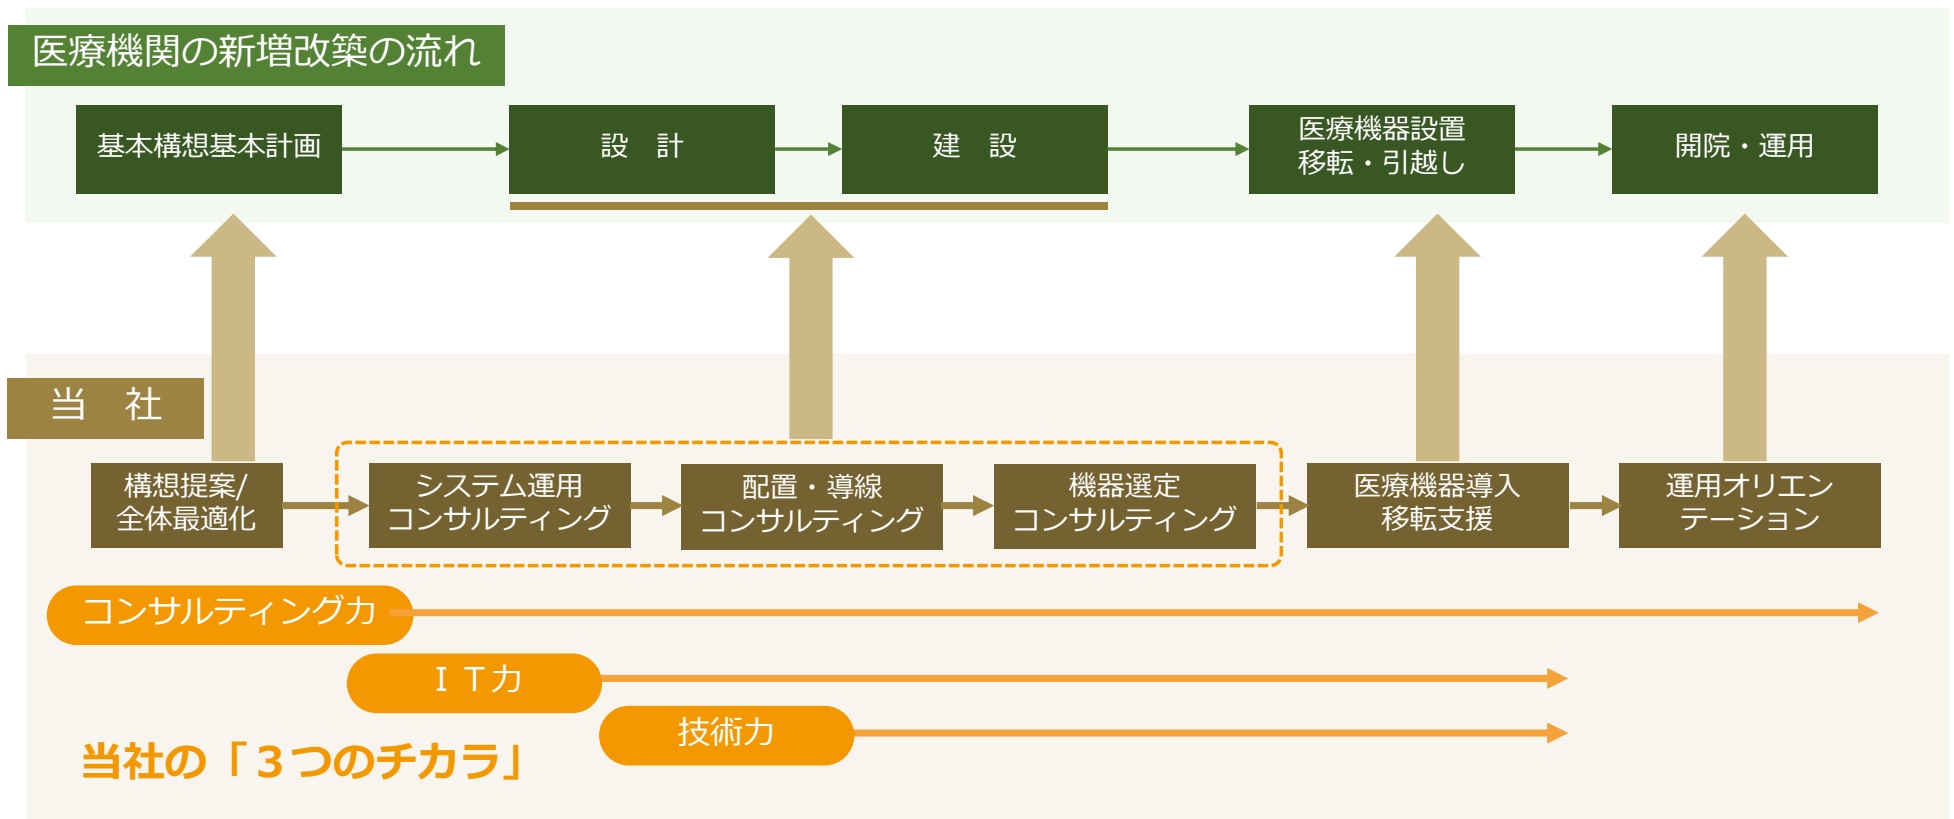 医療機関の新増改築の流れ
基本構想基本計画
設　計
建　設
医療機器設置
移転・引越し
開院・運用
当　社
構想提案/
全体最適化
システム運用
コンサルティング
配置・導線
コンサルティング
機器選定
コンサルティング
医療機器導入
移転支援
運用オリエン
テーション
コンサルティング力
ＩＴ力
技術力
当社の「３つのチカラ」